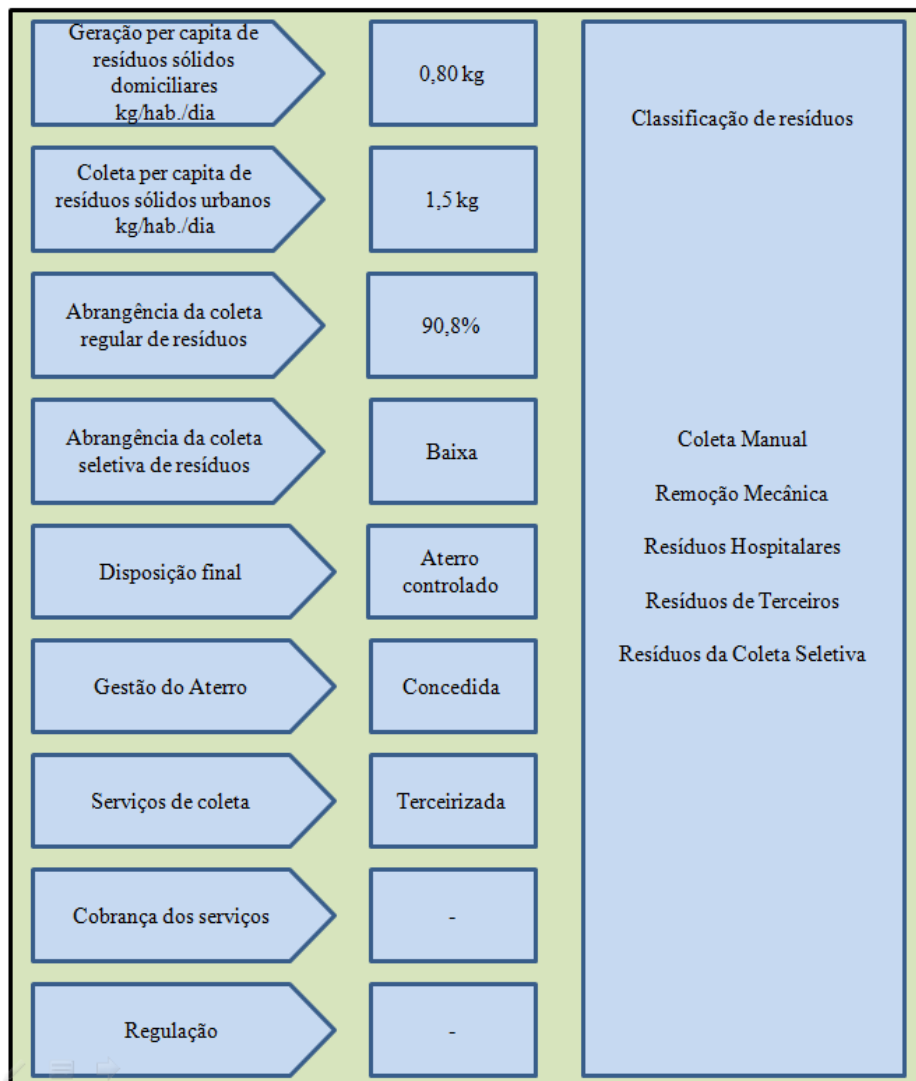 Geração per capita de
resíduos sólidos
domiciliares
kg/hab./dia
0,80 kg
Coleta per capita de
resíduos sólidos urbanos
kg/hab./dia
1,5 kg
Abrangência da coleta
regular de resíduos
90,8%
Abrangência da coleta
seletiva de resíduos
Baixa
Disposição final
Aterro
controlado
Gestão do Aterro
Concedida
Serviços de coleta
Terceirizada
Cobrança dos serviços
-
Regulação
-
Classificação de resíduos
Coleta Manual
Remoção Mecânica
Resíduos Hospitalares
Resíduos de Terceiros
Resíduos da Coleta Seletiva